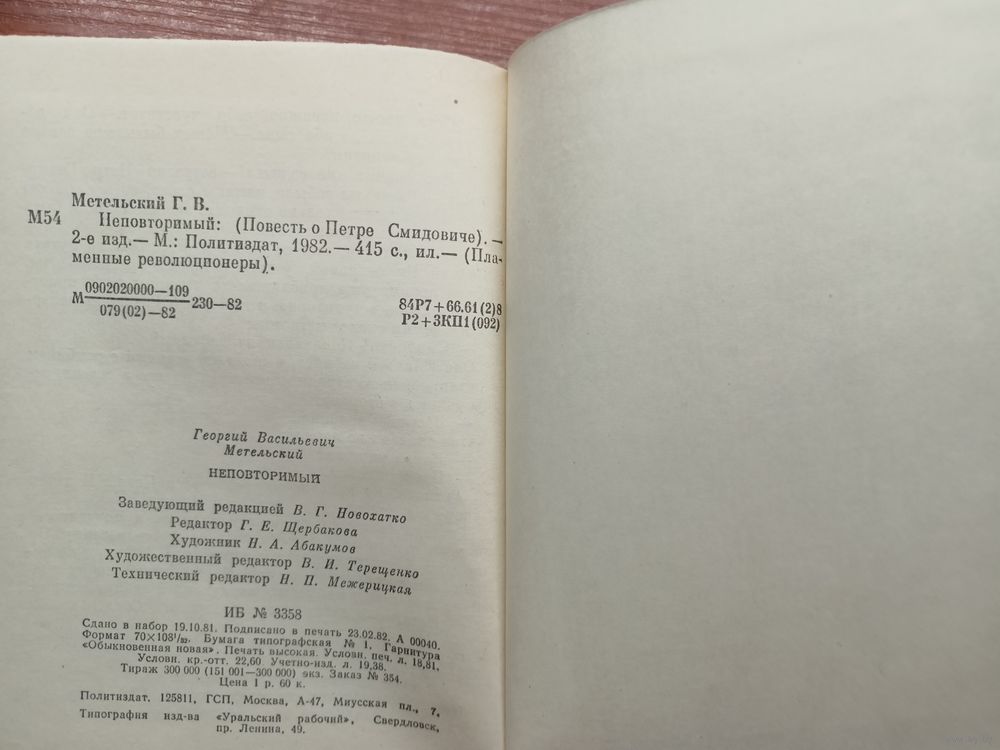 Метельский Г. В.
М54 Неповторимый: (Повесть о Петре Смидовиче).—
2-е изд.— М.: Политиздат, 1982.— 415 с., ил.— (Пла-
менные революционеры).
М 0902020000—109 / 079(02)—82 230—82
84Р7+66.61(2)8
Р2+3КП1(092)
Георгий Васильевич
Метельский
НЕПОВТОРИМЫЙ
Заведующий редакцией В. Г. Новохатко
Редактор Г. Е. Щербакова
Художник Н. А. Абакумов
Художественный редактор В. И. Терещенко
Технический редактор Н. П. Межерицкая
ИБ № 3358
Сдано в набор 19.10.81. Подписано в печать 23.02.82. А 00040.
Формат 70×108¹/₃₂. Бумага типографская № 1. Гарнитура
«Обыкновенная новая». Печать высокая. Условн. печ. л. 18,81.
Условн. кр.-отт. 22,60 Учетно-изд. л. 19,38.
Тираж 300 000 (151 001—300 000) экз. Заказ № 354.
Цена 1 р. 60 к.
Политиздат. 125811, ГСП, Москва, А-47, Миусская пл., 7.
Типография изд-ва «Уральский рабочий», Свердловск,
пр. Ленина, 49.